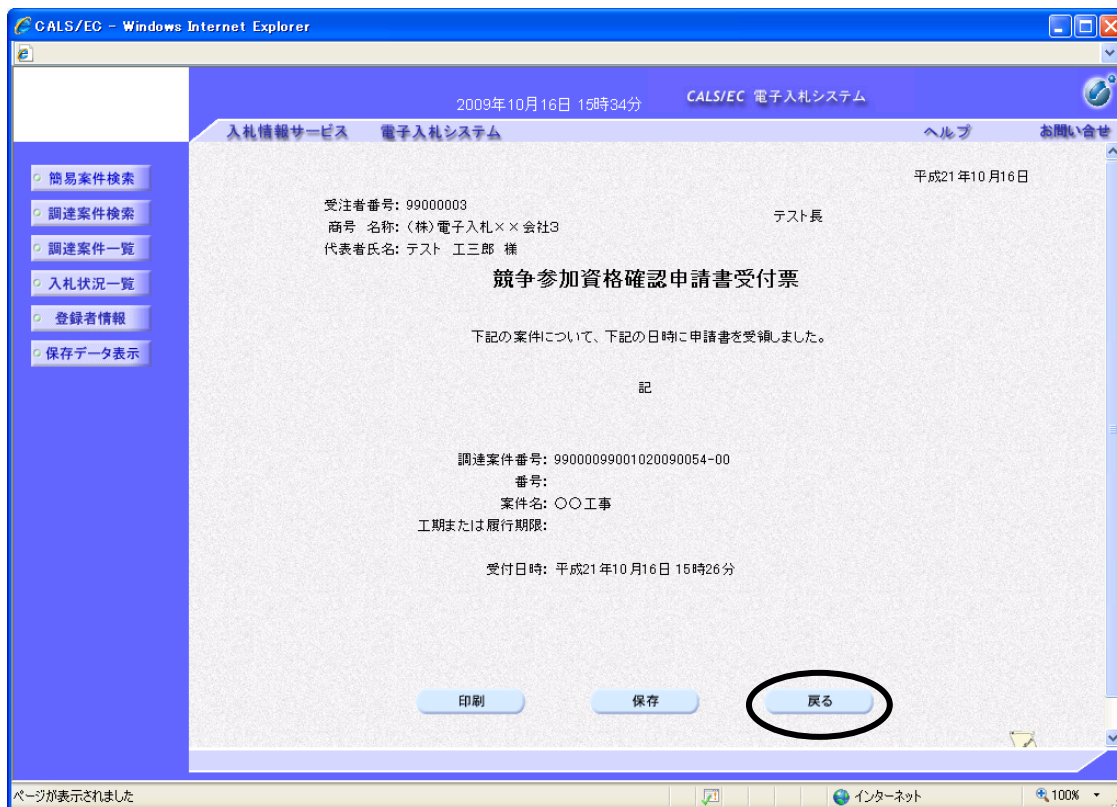 CALS/EC - Windows Internet Explorer
2009年10月16日 15時34分
CALS/EC 電子入札システム
入札情報サービス 電子入札システム ヘルプ お問い合せ
簡易案件検索
調達案件検索
調達案件一覧
入札状況一覧
登録者情報
保存データ表示
平成21年10月16日
受注者番号: 99000003
商号 名称: (株)電子入札××会社3
代表者氏名: テスト 工三郎 様
テスト長
競争参加資格確認申請書受付票
下記の案件について、下記の日時に申請書を受領しました。
記
調達案件番号: 99000099001020090054-00
番号:
案件名: ○○工事
工期または履行期限:
受付日時: 平成21年10月16日 15時26分
印刷 保存 戻る
ページが表示されました インターネット 100%